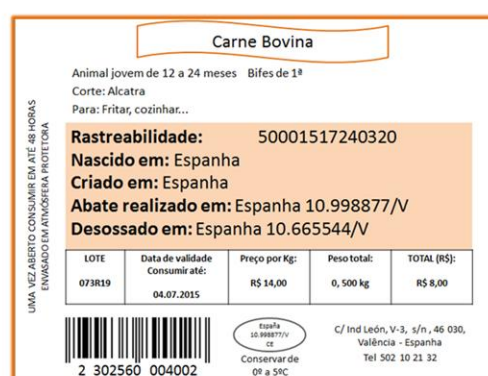 Carne Bovina
Animal jovem de 12 a 24 meses Bifes de 1ª
Corte: Alcatra
Para: Fritar, cozinhar...
UMA VEZ ABERTO CONSUMIR EM ATÉ 48 HORAS
ENVASADO EM ATMÓSFERA PROTETORA
Rastreabilidade: 50001517240320
Nascido em: Espanha
Criado em: Espanha
Abate realizado em: Espanha 10.998877/V
Desossado em: Espanha 10.665544/V
LOTE
073R19
Data de validade
Consumir até:
04.07.2015
Preço por Kg:
R$ 14,00
Peso total:
0, 500 kg
TOTAL (R$):
R$ 8,00
2 302560 004002
España
10.998877/V
CE
Conservar de
0º a 5ºC
C/ Ind León, V-3, s/n , 46 030,
Valência - Espanha
Tel 502 10 21 32